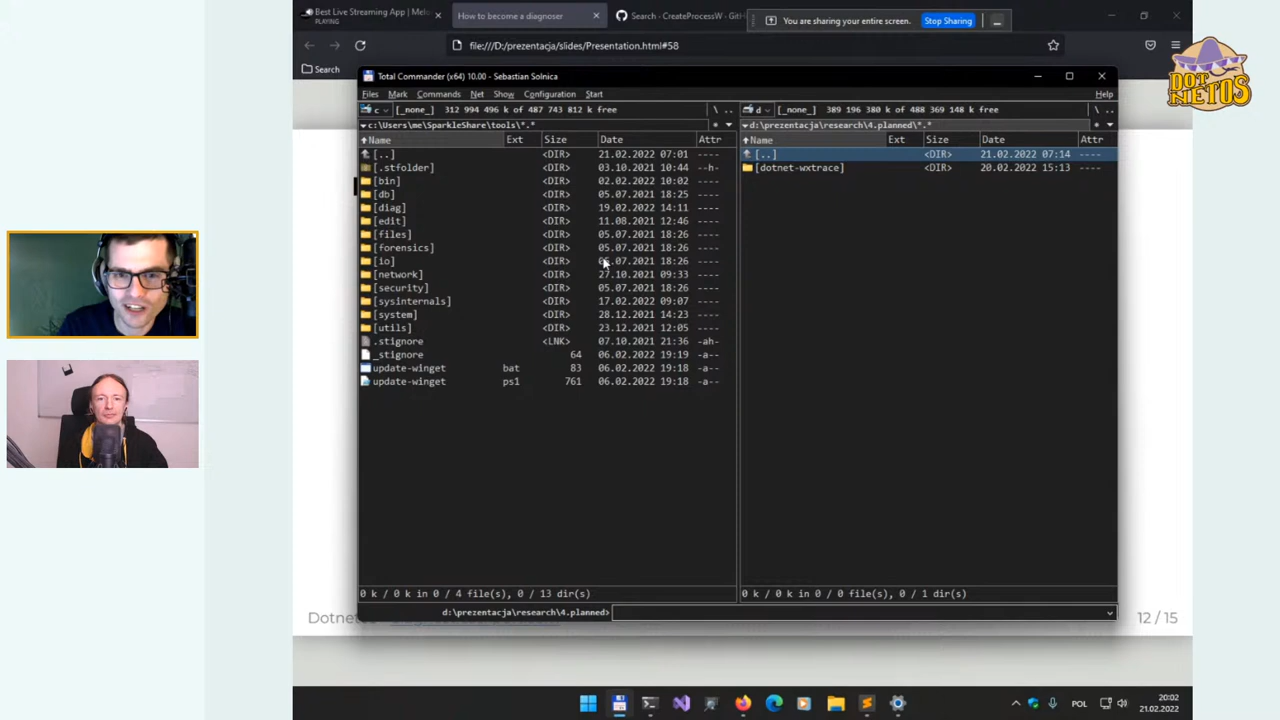 Best Live Streaming App | Melo
PLAYING
How to become a diagnoser
Search - CreateProcessW - GitH
You are sharing your entire screen.
Stop Sharing
file:///D:/prezentacja/slides/Presentation.html#58
Search
DOT
NETOS
Total Commander (x64) 10.00 - Sebastian Solnica
Files Mark Commands Net Show Configuration Start Help
c [_none_] 312 994 496 k of 487 743 812 k free \ ..
d [_none_] 389 196 380 k of 488 369 148 k free \ ..
c:\Users\me\SparkleShare\tools\*.*
d:\prezentacja\research\4.planned\*.*
Name Ext Size Date Attr
Name Ext Size Date Attr
[..] <DIR> 21.02.2022 07:01 ----
[..] <DIR> 21.02.2022 07:14 ----
[.stfolder] <DIR> 03.10.2021 10:44 --h-
[dotnet-wxtrace] <DIR> 20.02.2022 15:13 ----
[bin] <DIR> 02.02.2022 10:02 ----
[db] <DIR> 05.07.2021 18:25 ----
[diag] <DIR> 19.02.2022 14:11 ----
[edit] <DIR> 11.08.2021 12:46 ----
[files] <DIR> 05.07.2021 18:26 ----
[forensics] <DIR> 05.07.2021 18:26 ----
[io] <DIR> 05.07.2021 18:26 ----
[network] <DIR> 27.10.2021 09:33 ----
[security] <DIR> 05.07.2021 18:26 ----
[sysinternals] <DIR> 17.02.2022 09:07 ----
[system] <DIR> 28.12.2021 14:23 ----
[utils] <DIR> 23.12.2021 12:05 ----
.stignore <LNK> 07.10.2021 21:36 -ah-
_stignore 64 06.02.2022 19:19 -a--
update-winget bat 83 06.02.2022 19:18 -a--
update-winget ps1 761 06.02.2022 19:18 -a--
0 k / 0 k in 0 / 4 file(s), 0 / 13 dir(s)
0 k / 0 k in 0 / 0 file(s), 0 / 1 dir(s)
d:\prezentacja\research\4.planned>
12 / 15
POL
20:02
21.02.2022